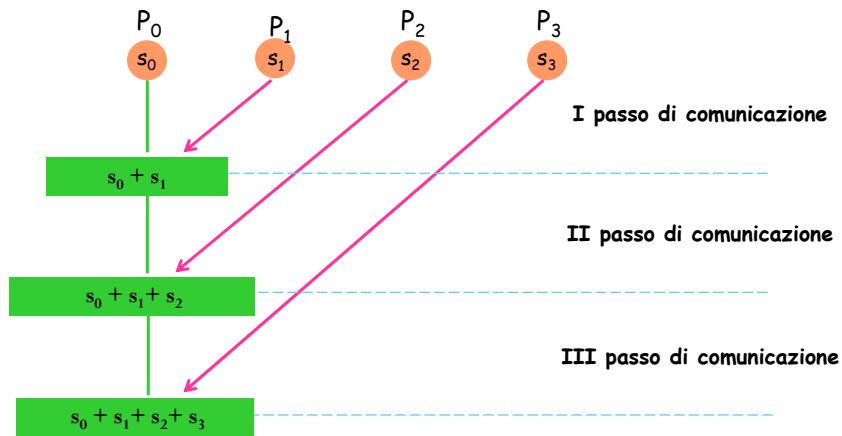 P₀ P₁ P₂ P₃
s₀ s₁ s₂ s₃
I passo di comunicazione
s₀ + s₁
II passo di comunicazione
s₀ + s₁+ s₂
III passo di comunicazione
s₀ + s₁+ s₂+ s₃